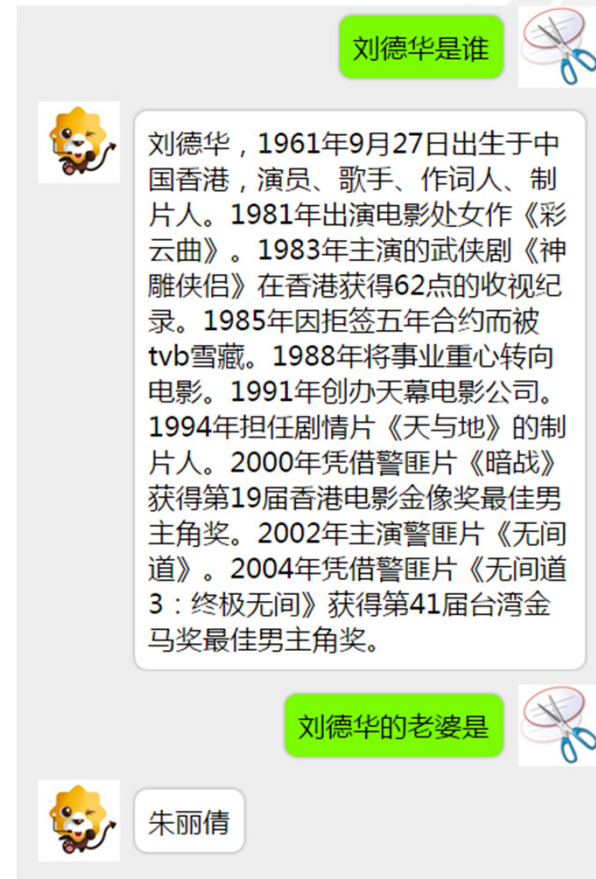 刘德华是谁
刘德华，1961年9月27日出生于中
国香港，演员、歌手、作词人、制
片人。1981年出演电影处女作《彩
云曲》。1983年主演的武侠剧《神
雕侠侣》在香港获得62点的收视纪
录。1985年因拒签五年合约而被
tvb雪藏。1988年将事业重心转向
电影。1991年创办天幕电影公司。
1994年担任剧情片《天与地》的制
片人。2000年凭借警匪片《暗战》
获得第19届香港电影金像奖最佳男
主角奖。2002年主演警匪片《无间
道》。2004年凭借警匪片《无间道
3：终极无间》获得第41届台湾金
马奖最佳男主角奖。
刘德华的老婆是
朱丽倩